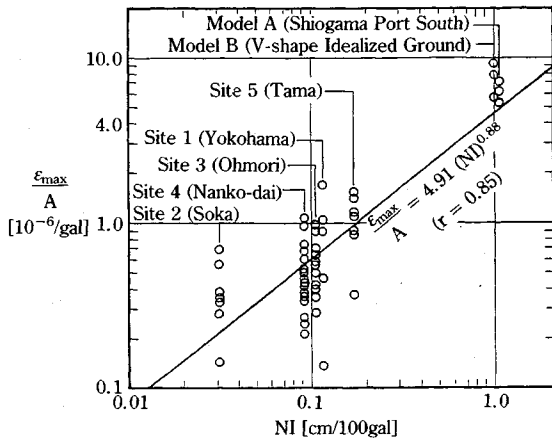 Model A (Shiogama Port South)
Model B (V-shape Idealized Ground)
10.0
Site 5 (Tama)
4.0
Site 1 (Yokohama)
Site 3 (Ohmori)
Site 4 (Nanko-dai)
Site 2 (Soka)
εmax
A
[10⁻⁶/gal]
1.0
0.1
εmax/A = 4.91 (NI)^0.88
(r = 0.85)
0.01 0.1 1.0
NI [cm/100gal]